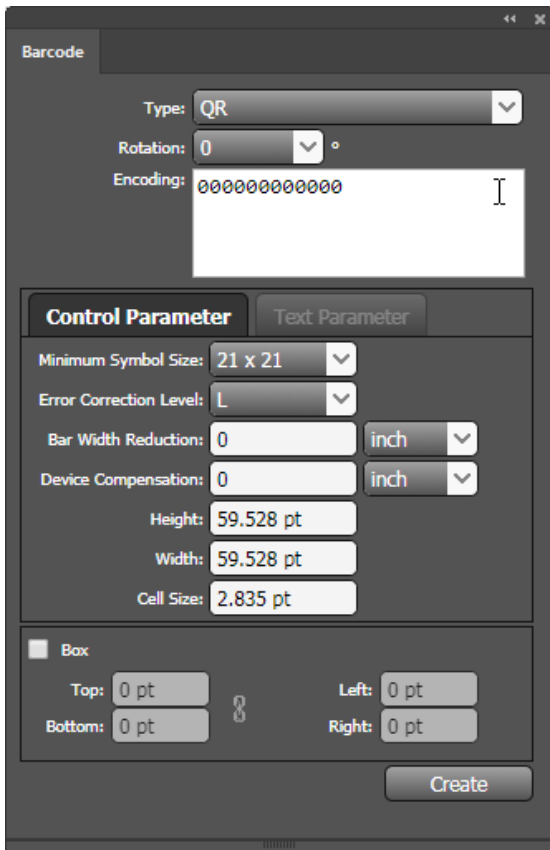 Barcode
Type: QR
Rotation: 0 °
Encoding: 000000000000
Control Parameter Text Parameter
Minimum Symbol Size: 21 x 21
Error Correction Level: L
Bar Width Reduction: 0 inch
Device Compensation: 0 inch
Height: 59.528 pt
Width: 59.528 pt
Cell Size: 2.835 pt
Box
Top: 0 pt Left: 0 pt
Bottom: 0 pt Right: 0 pt
Create